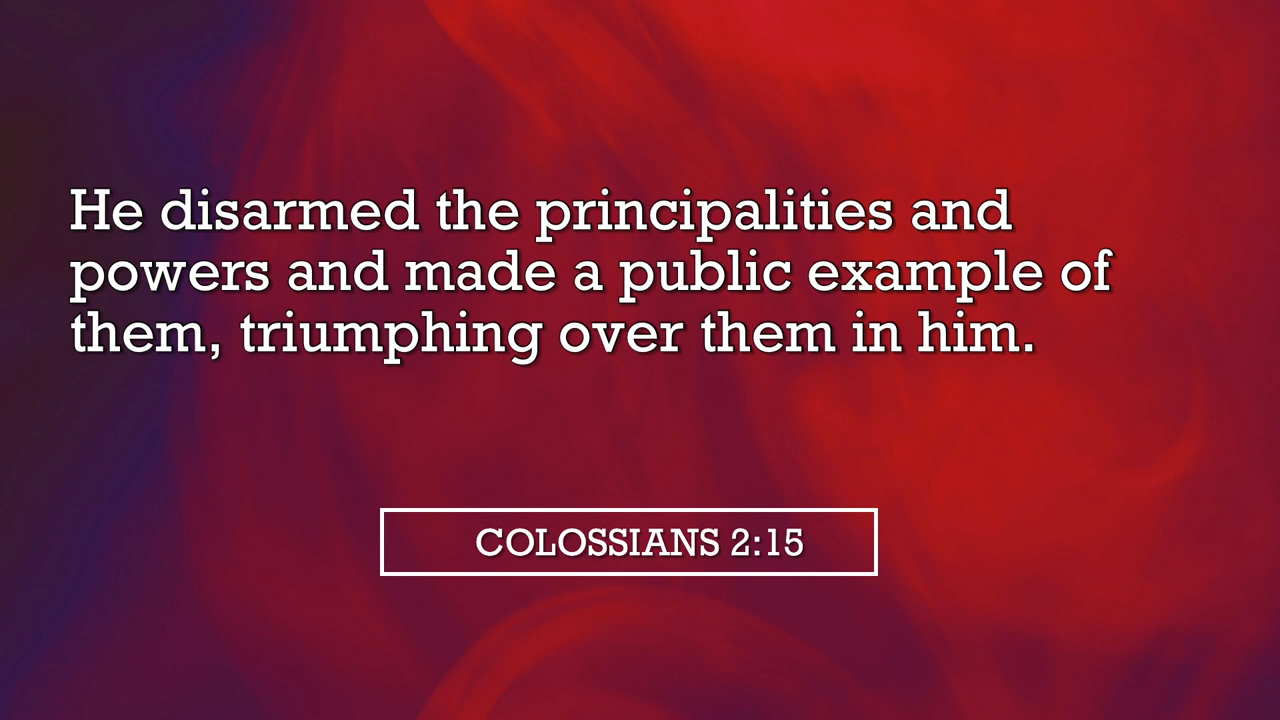 He disarmed the principalities and
powers and made a public example of
them, triumphing over them in him.
COLOSSIANS 2:15